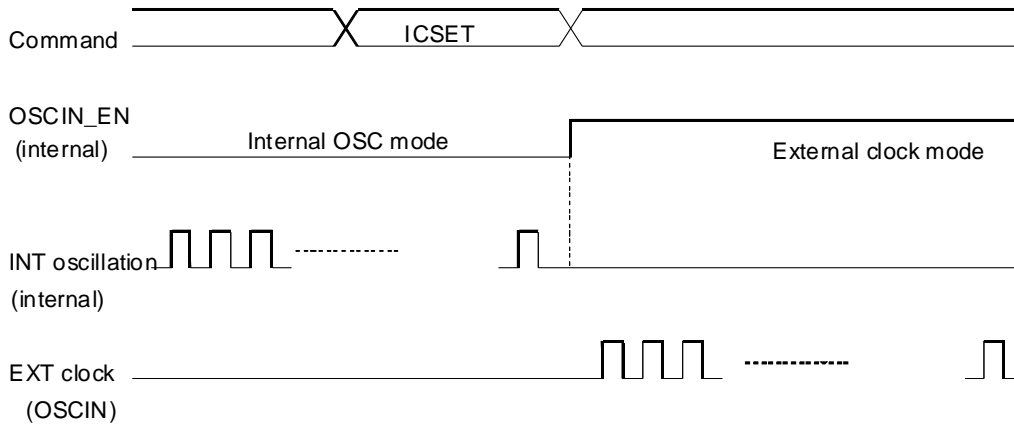 ICSET
Command
OSCIN_EN
(internal)
Internal OSC mode
External clock mode
INT oscillation
(internal)
EXT clock
(OSCIN)